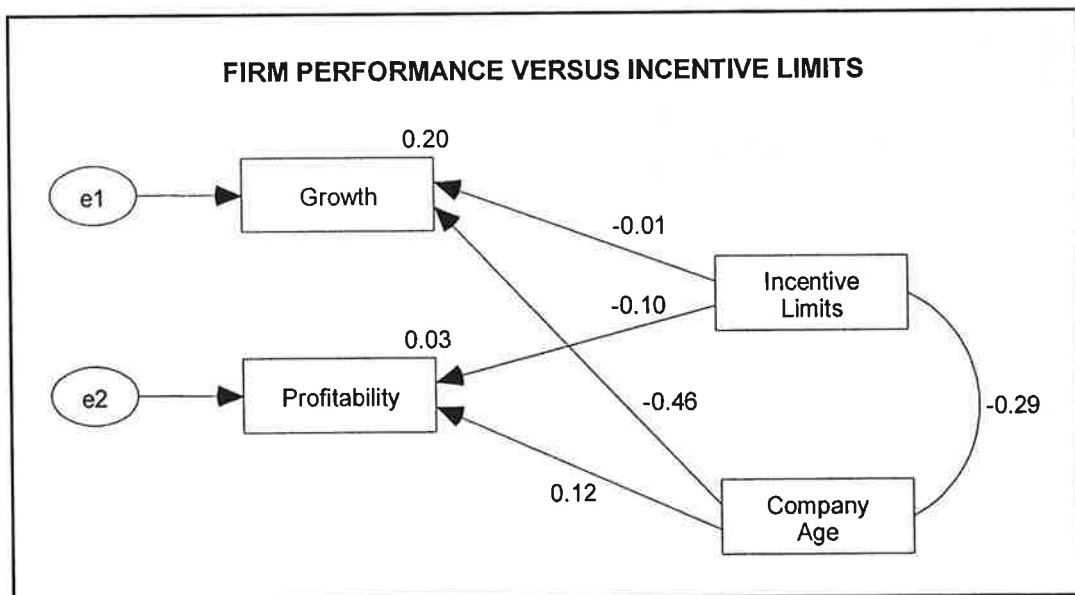 FIRM PERFORMANCE VERSUS INCENTIVE LIMITS
0.20
e1
Growth
-0.01
Incentive
Limits
-0.10
0.03
e2
Profitability
-0.46
-0.29
0.12
Company
Age